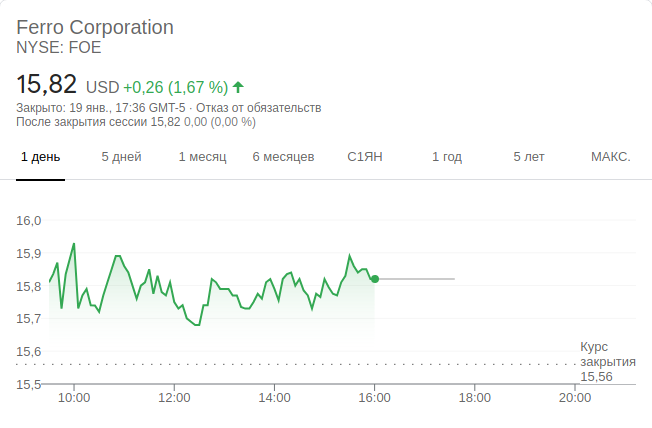 Ferro Corporation
NYSE: FOE
15,82 USD +0,26 (1,67 %)
Закрыто: 19 янв., 17:36 GMT-5 · Отказ от обязательств
После закрытия сессии 15,82 0,00 (0,00 %)
1 день 5 дней 1 месяц 6 месяцев С1ЯН 1 год 5 лет МАКС.
16,0
15,9
15,8
15,7
15,6
Курс
закрытия
15,56
15,5
10:00 12:00 14:00 16:00 18:00 20:00